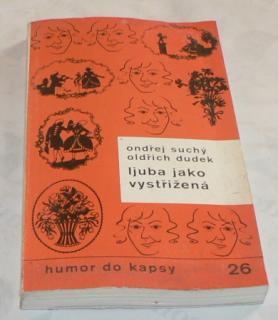 ondřej suchý
oldřich dudek
ljuba jako
vystřižená
humor do kapsy 26